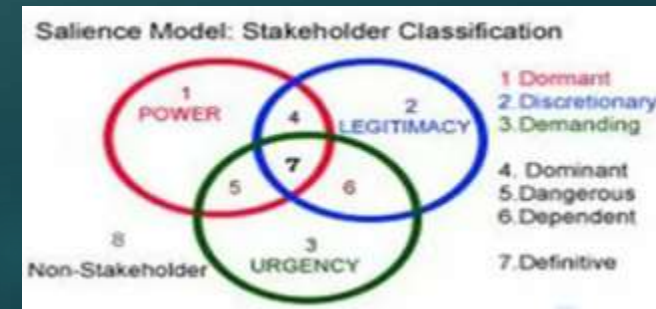 Salience Model: Stakeholder Classification
1
POWER
4
2
LEGITIMACY
7
5
6
3
URGENCY
8
Non-Stakeholder
1 Dormant
2.Discretionary
3.Demanding
4. Dominant
5.Dangerous
6.Dependent
7.Definitive